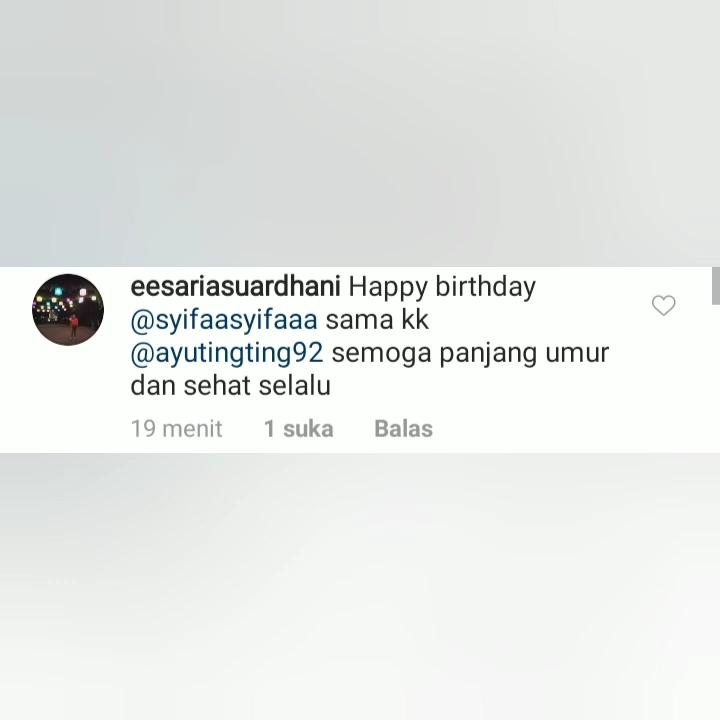 eesariasuardhani Happy birthday
@syifaasyifaaa sama kk
@ayutingting92 semoga panjang umur
dan sehat selalu
19 menit 1 suka Balas